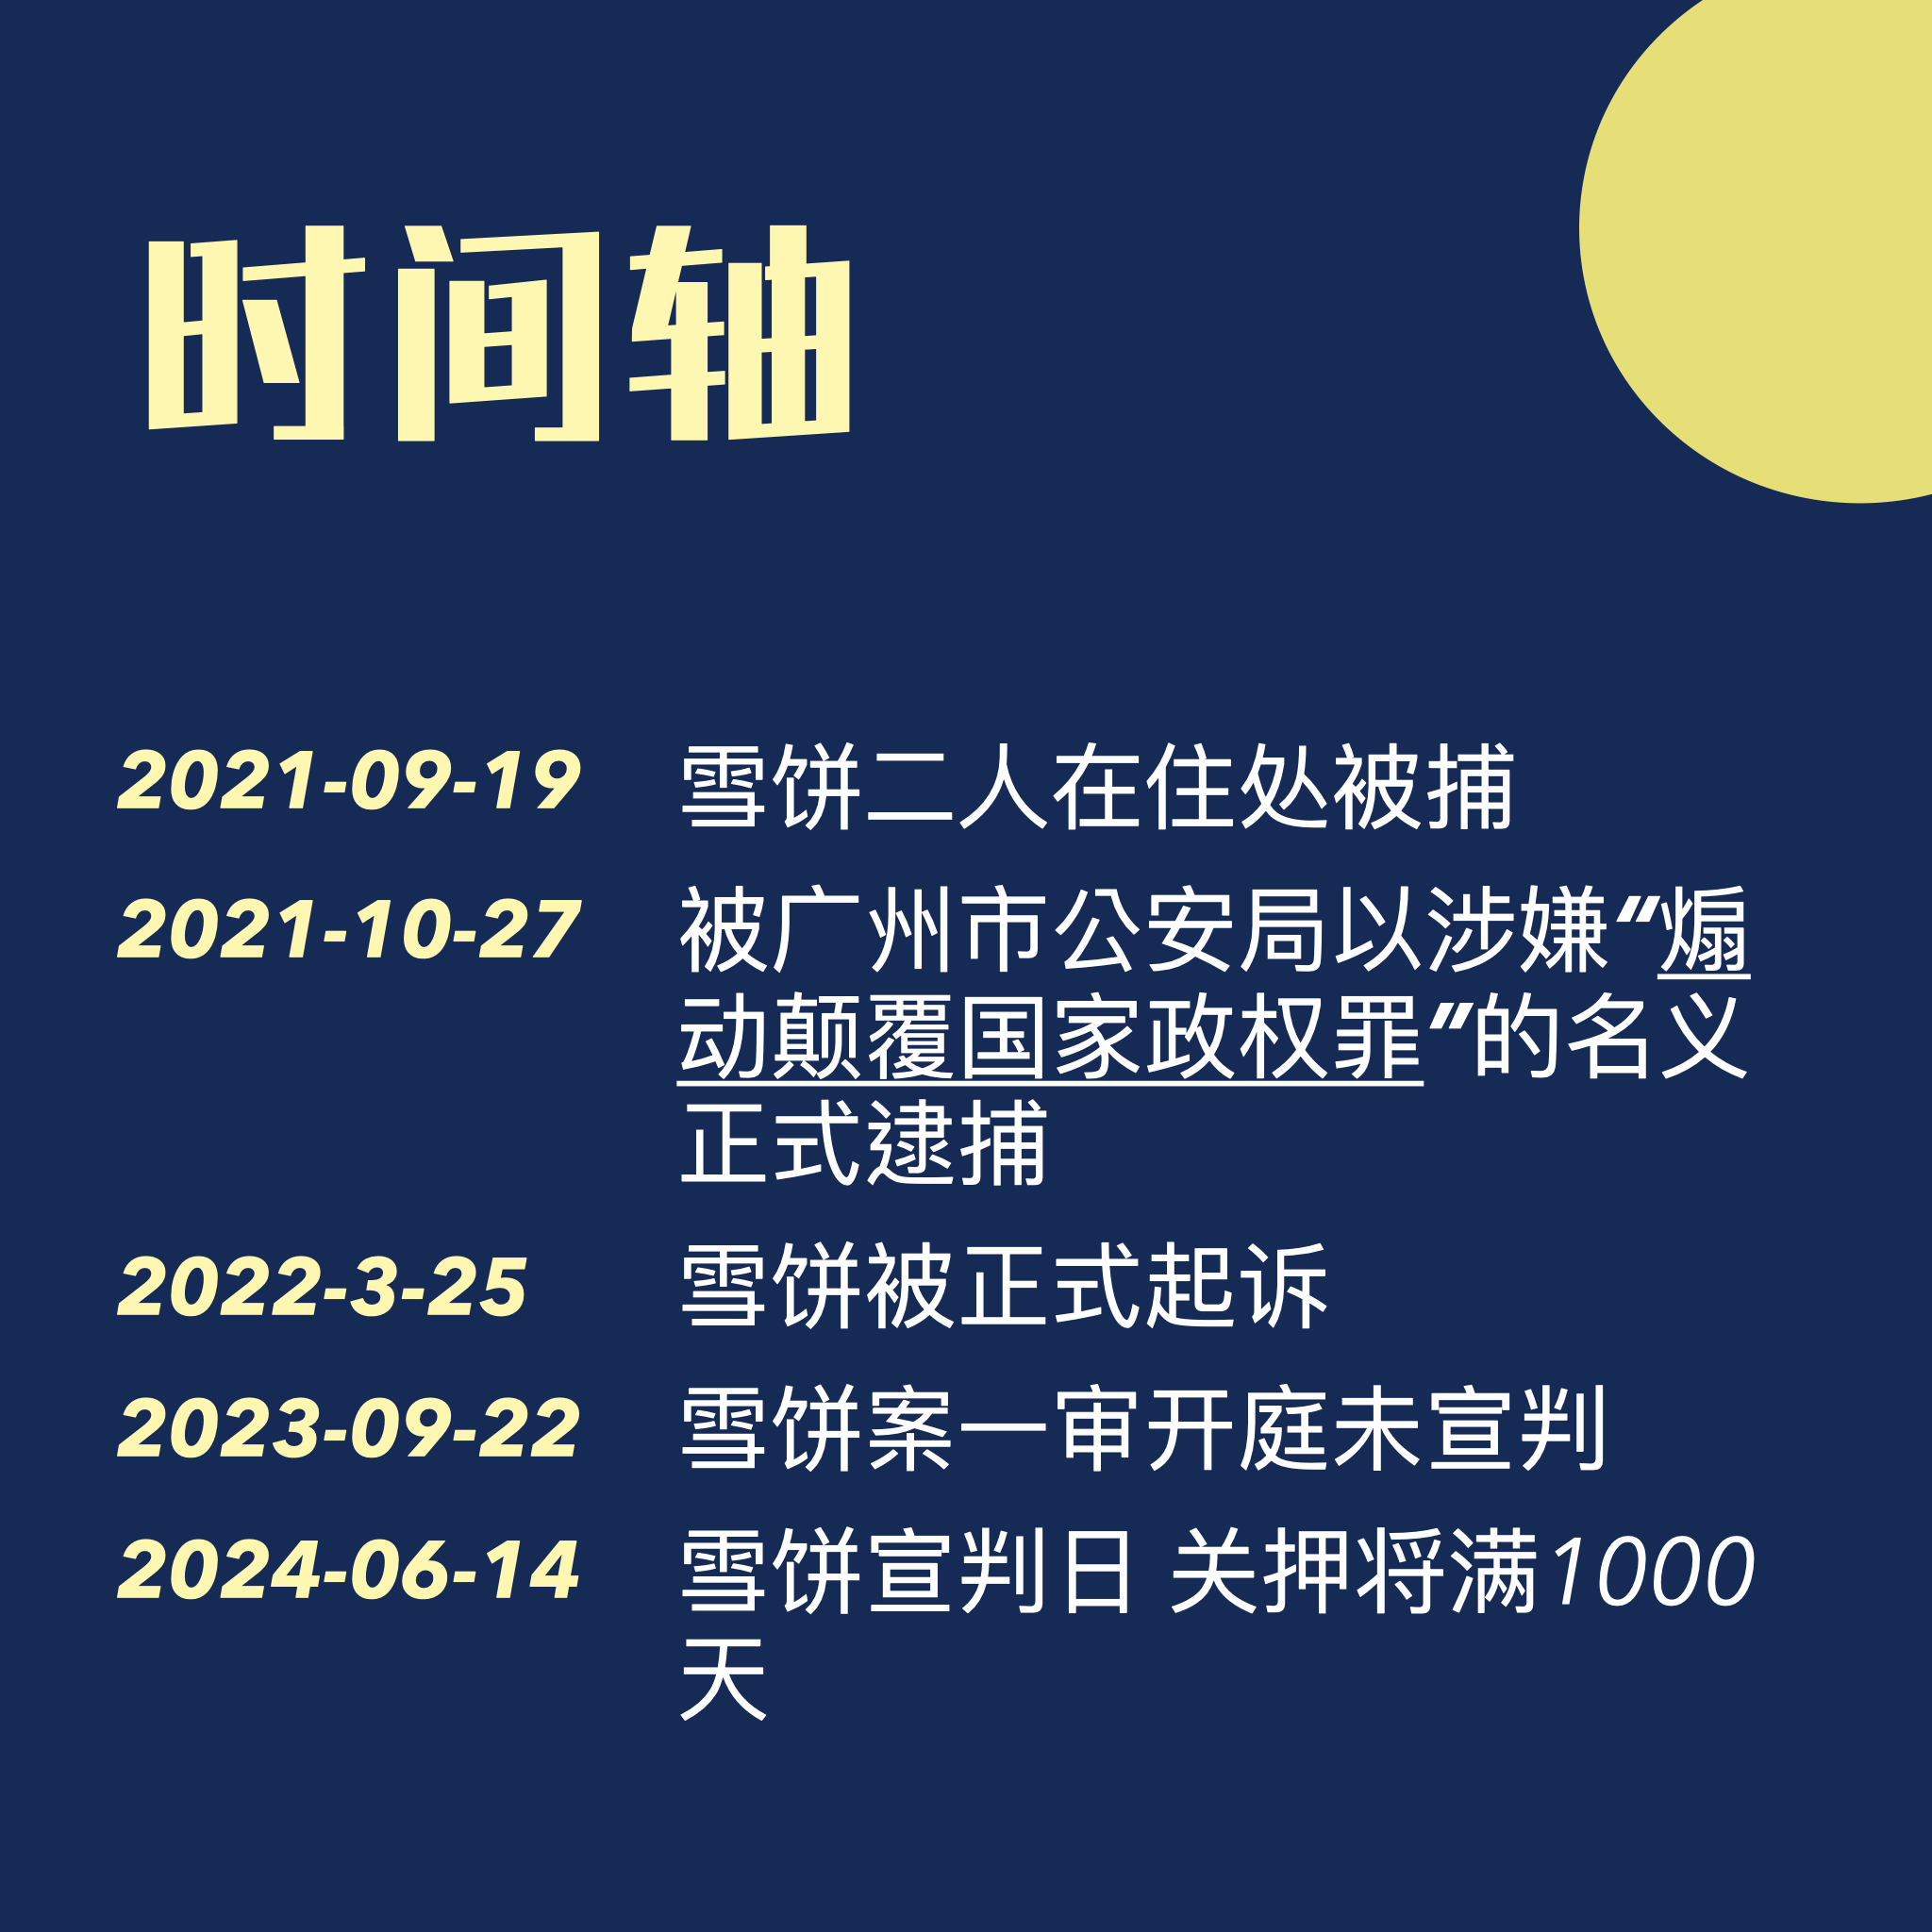 时间轴
2021-09-19 雪饼二人在住处被捕
2021-10-27 被广州市公安局以涉嫌“煽
动颠覆国家政权罪”的名义
正式逮捕
2022-3-25 雪饼被正式起诉
2023-09-22 雪饼案一审开庭未宣判
2024-06-14 雪饼宣判日 关押将满1000
天